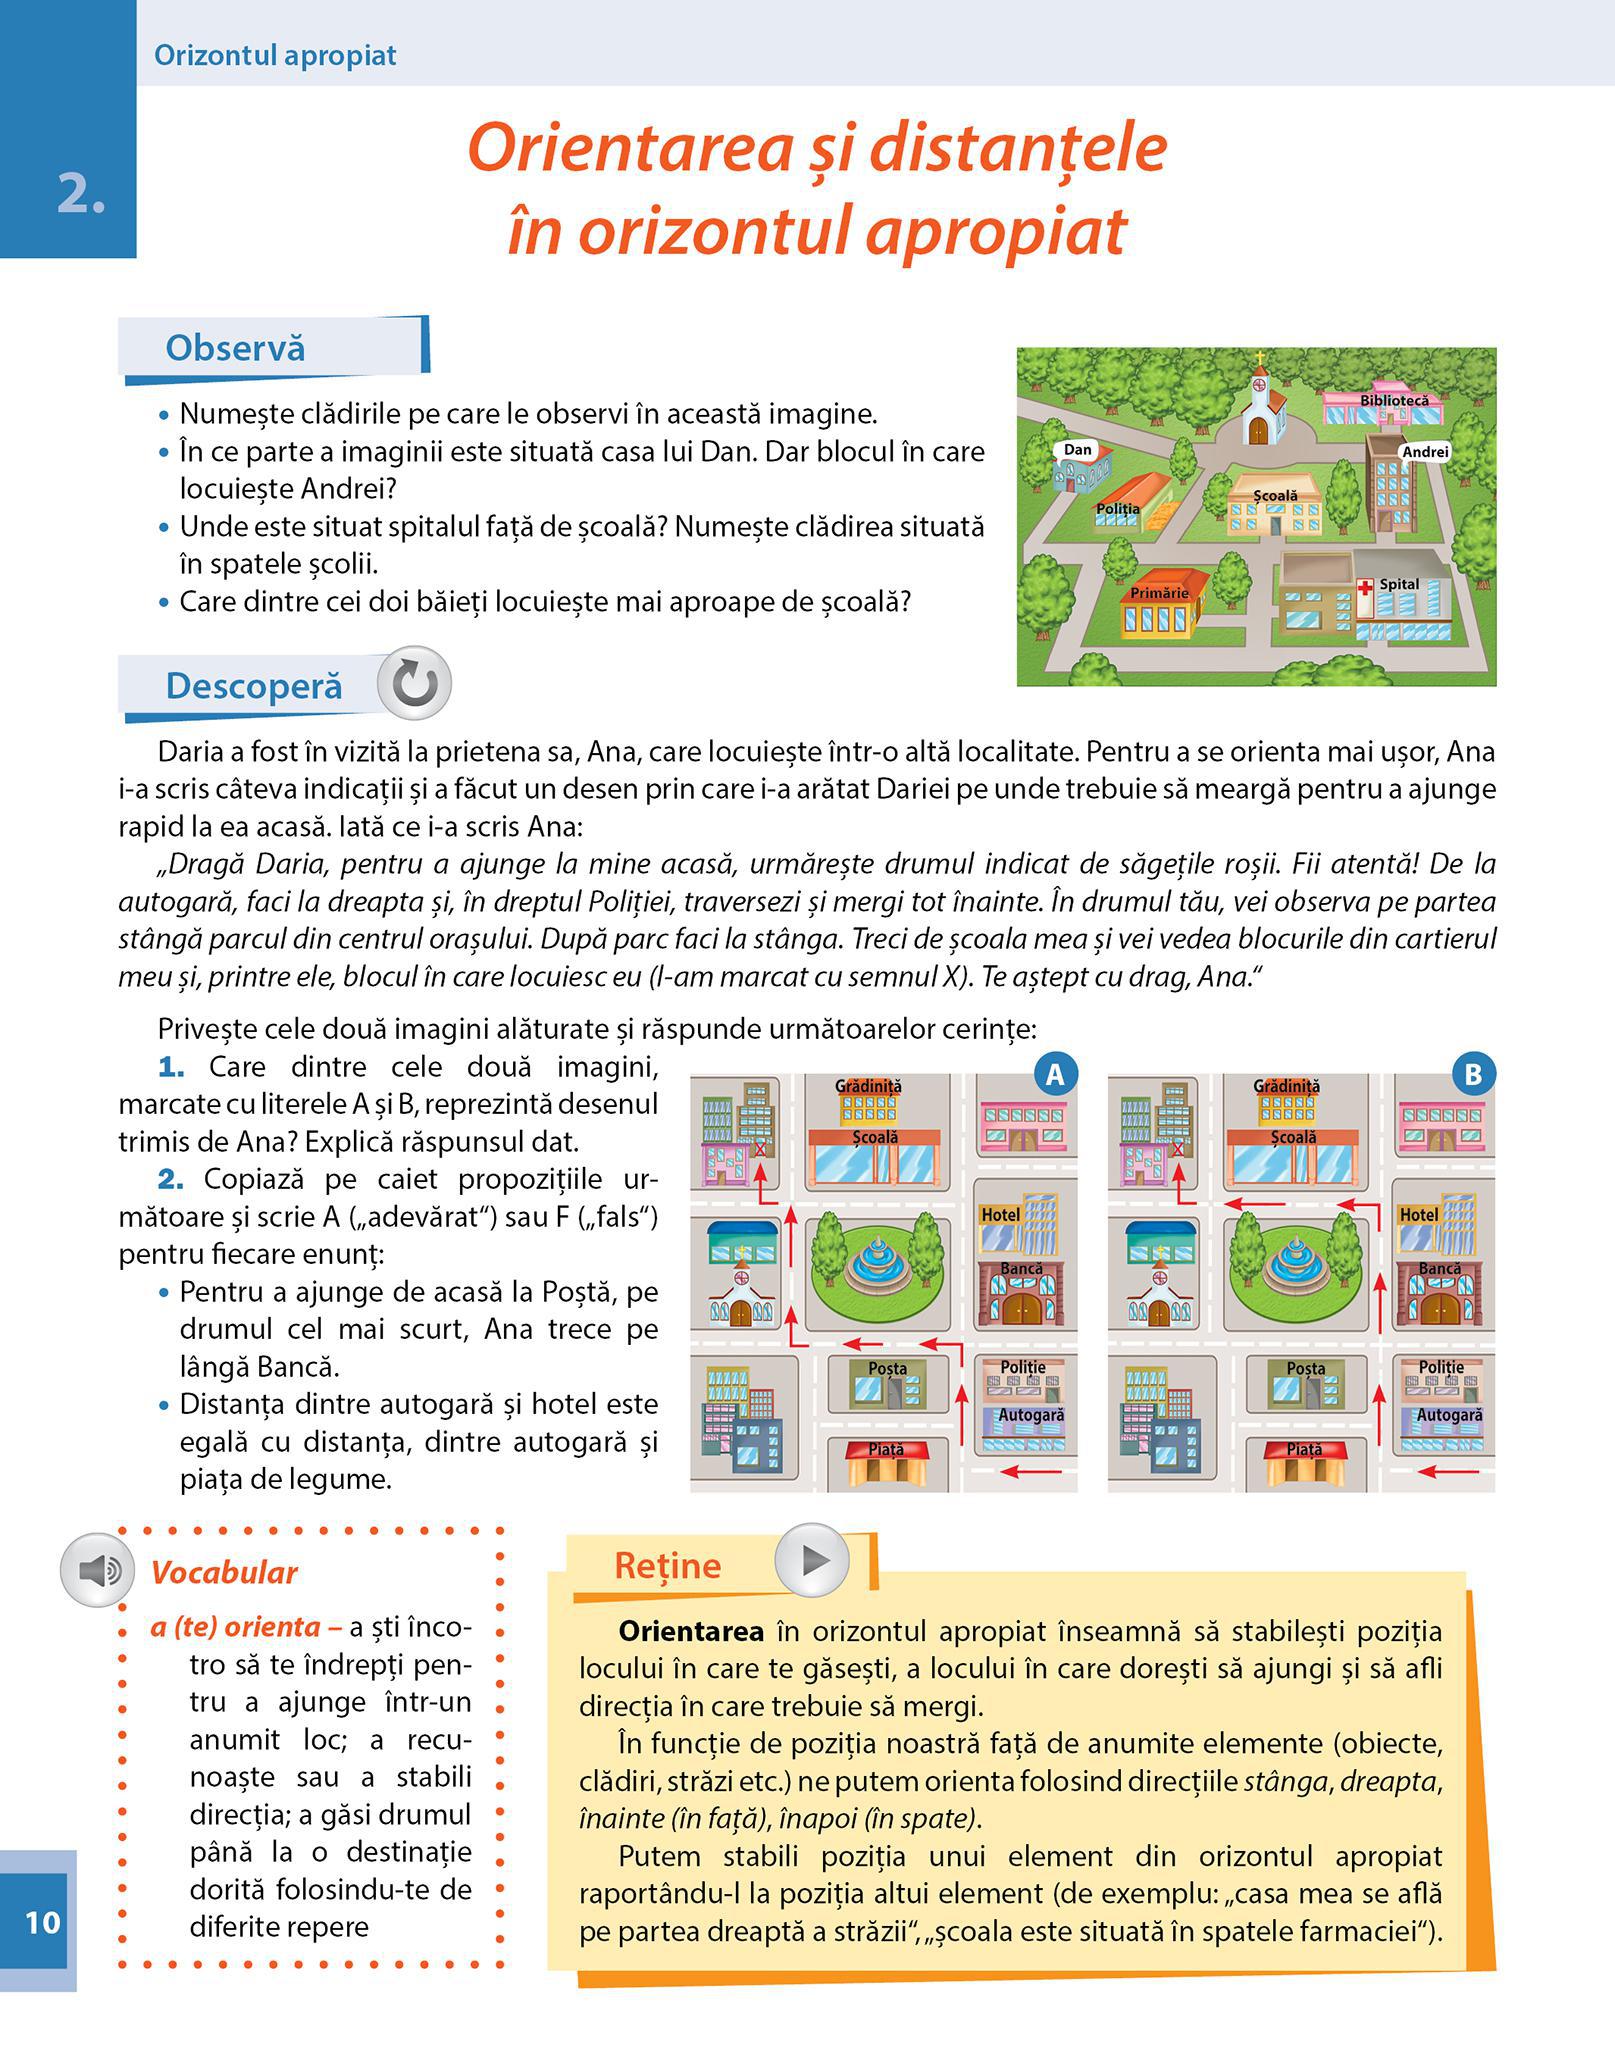 Orizontul apropiat
2.
Orientarea și distanțele
în orizontul apropiat
Observă
• Numește clădirile pe care le observi în această imagine.
• În ce parte a imaginii este situată casa lui Dan. Dar blocul în care
locuiește Andrei?
• Unde este situat spitalul față de școală? Numește clădirea situată
în spatele școlii.
• Care dintre cei doi băieți locuiește mai aproape de școală?
Bibliotecă
Dan
Andrei
Poliția
Școală
Primărie
Spital
Descoperă
Daria a fost în vizită la prietena sa, Ana, care locuiește într-o altă localitate. Pentru a se orienta mai ușor, Ana
i-a scris câteva indicații și a făcut un desen prin care i-a arătat Dariei pe unde trebuie să meargă pentru a ajunge
rapid la ea acasă. Iată ce i-a scris Ana:
„Dragă Daria, pentru a ajunge la mine acasă, urmărește drumul indicat de săgețile roșii. Fii atentă! De la
autogară, faci la dreapta și, în dreptul Poliției, traversezi și mergi tot înainte. În drumul tău, vei observa pe partea
stângă parcul din centrul orașului. După parc faci la stânga. Treci de școala mea și vei vedea blocurile din cartierul
meu și, printre ele, blocul în care locuiesc eu (l-am marcat cu semnul X). Te aștept cu drag, Ana.“
Privește cele două imagini alăturate și răspunde următoarelor cerințe:
1. Care dintre cele două imagini,
marcate cu literele A și B, reprezintă desenul
trimis de Ana? Explică răspunsul dat.
2. Copiază pe caiet propozițiile ur-
mătoare și scrie A („adevărat“) sau F („fals“)
pentru fiecare enunț:
• Pentru a ajunge de acasă la Poștă, pe
drumul cel mai scurt, Ana trece pe
lângă Bancă.
• Distanța dintre autogară și hotel este
egală cu distanța, dintre autogară și
piața de legume.
A
Grădiniță
Școală
X
Hotel
Bancă
Poșta
Poliție
Autogară
Piață
B
Grădiniță
Școală
X
Hotel
Bancă
Poșta
Poliție
Autogară
Piață
Vocabular
a (te) orienta – a ști înco-
tro să te îndrepți pen-
tru a ajunge într-un
anumit loc; a recu-
noaște sau a stabili
direcția; a găsi drumul
până la o destinație
dorită folosindu-te de
diferite repere
Reține
Orientarea în orizontul apropiat înseamnă să stabilești poziția
locului în care te găsești, a locului în care dorești să ajungi și să afli
direcția în care trebuie să mergi.
În funcție de poziția noastră față de anumite elemente (obiecte,
clădiri, străzi etc.) ne putem orienta folosind direcțiile stânga, dreapta,
înainte (în față), înapoi (în spate).
Putem stabili poziția unui element din orizontul apropiat
raportându-l la poziția altui element (de exemplu: „casa mea se află
pe partea dreaptă a străzii“, „școala este situată în spatele farmaciei“).
10